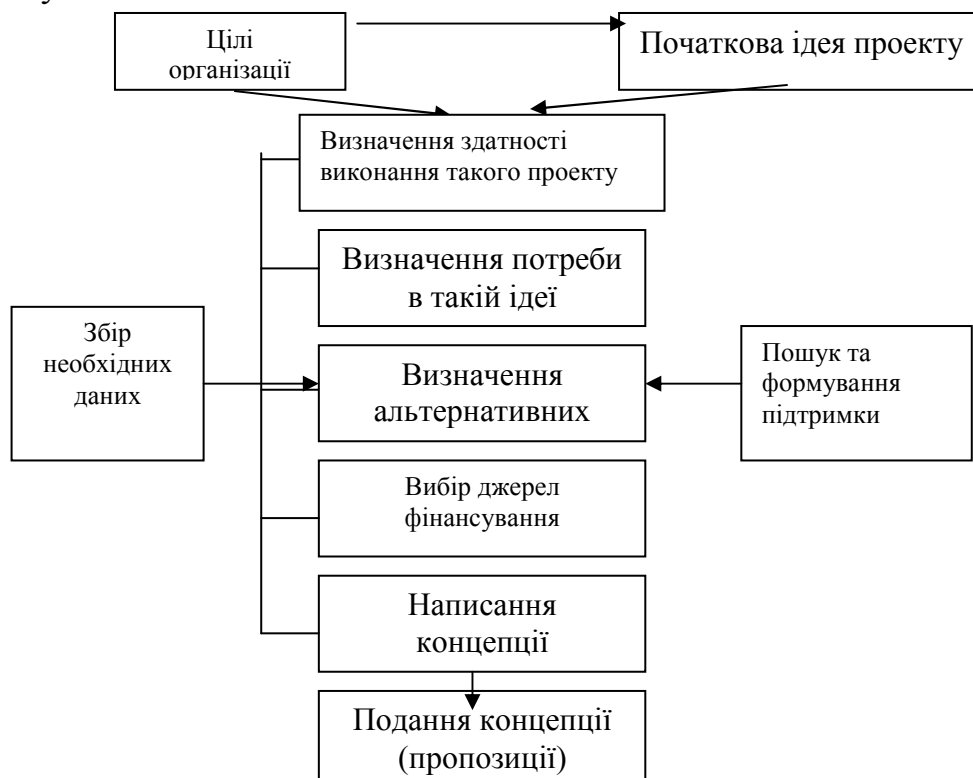 Цілі
організації
Початкова ідея проекту
Визначення здатності
виконання такого проекту
Визначення потреби
в такій ідеї
Збір
необхідних
даних
Визначення
альтернативних
Пошук та
формування
підтримки
Вибір джерел
фінансування
Написання
концепції
Подання концепції
(пропозиції)